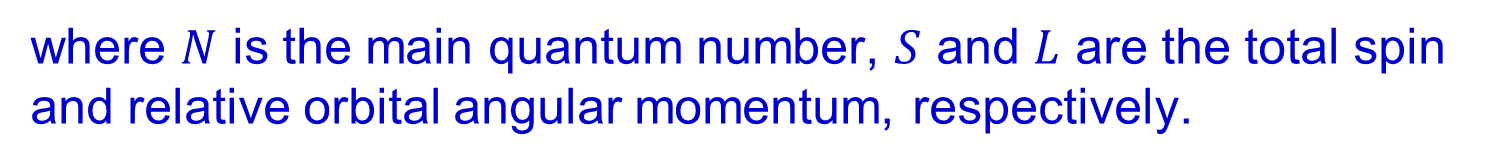 where N is the main quantum number, S and L are the total spin
and relative orbital angular momentum, respectively.